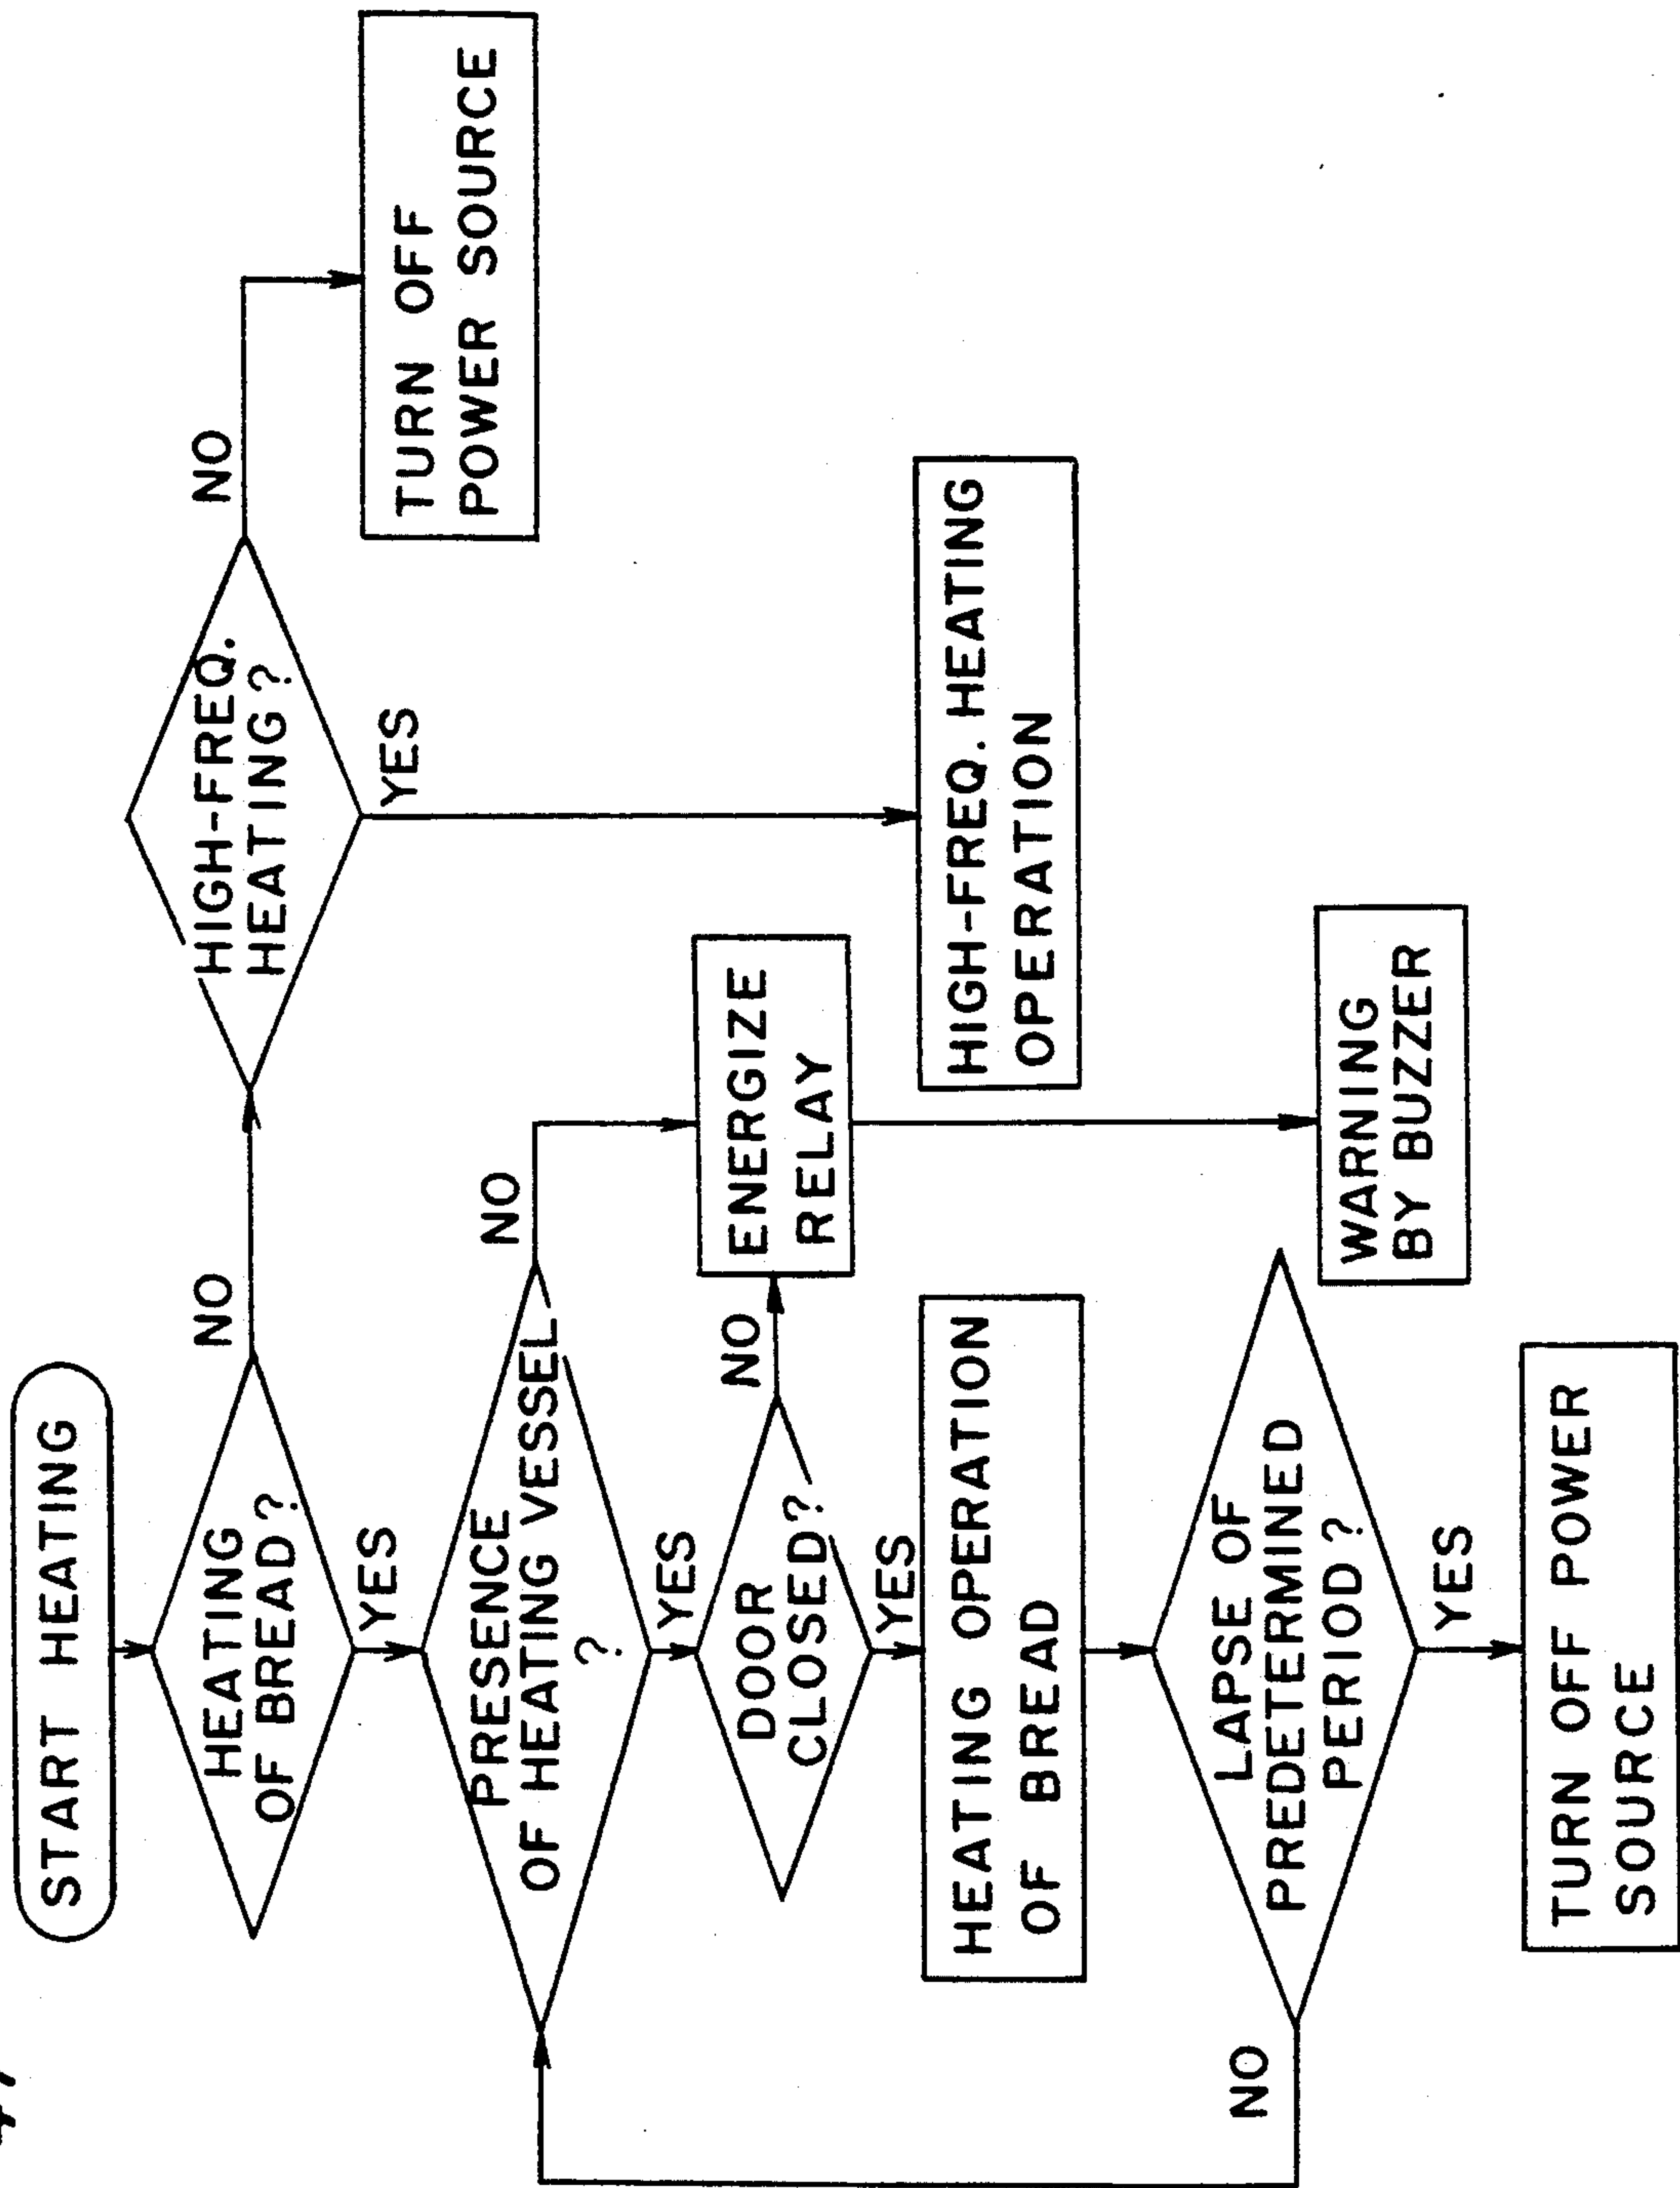 START HEATING
HEATING
OF BREAD?
NO
HIGH-FREQ.
HEATING?
NO
TURN OFF
POWER SOURCE
YES
HIGH-FREQ. HEATING
OPERATION
YES
PRESENCE
OF HEATING VESSEL
?
NO
ENERGIZE
RELAY
WARNING
BY BUZZER
YES
DOOR
CLOSED?
NO
YES
HEATING OPERATION
OF BREAD
LAPSE OF
PREDETERMINED
PERIOD?
NO
YES
TURN OFF POWER
SOURCE